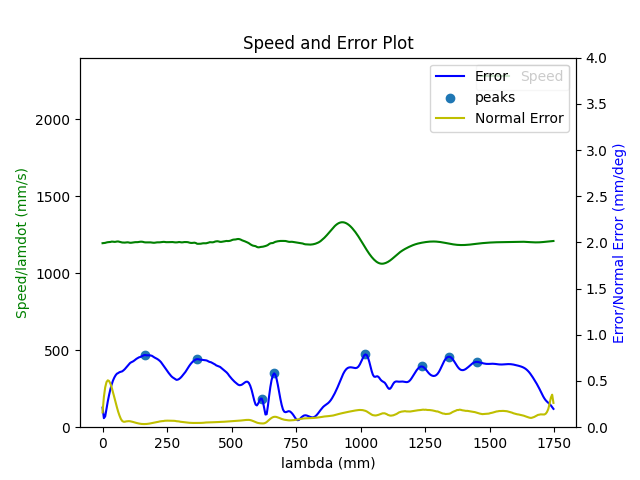 Speed and Error Plot
Error
Speed
peaks
Normal Error
Speed/lamdot (mm/s)
2000
1500
1000
500
0
4.0
3.5
3.0
2.5
2.0
1.5
1.0
0.5
0.0
Error/Normal Error (mm/deg)
0 250 500 750 1000 1250 1500 1750
lambda (mm)